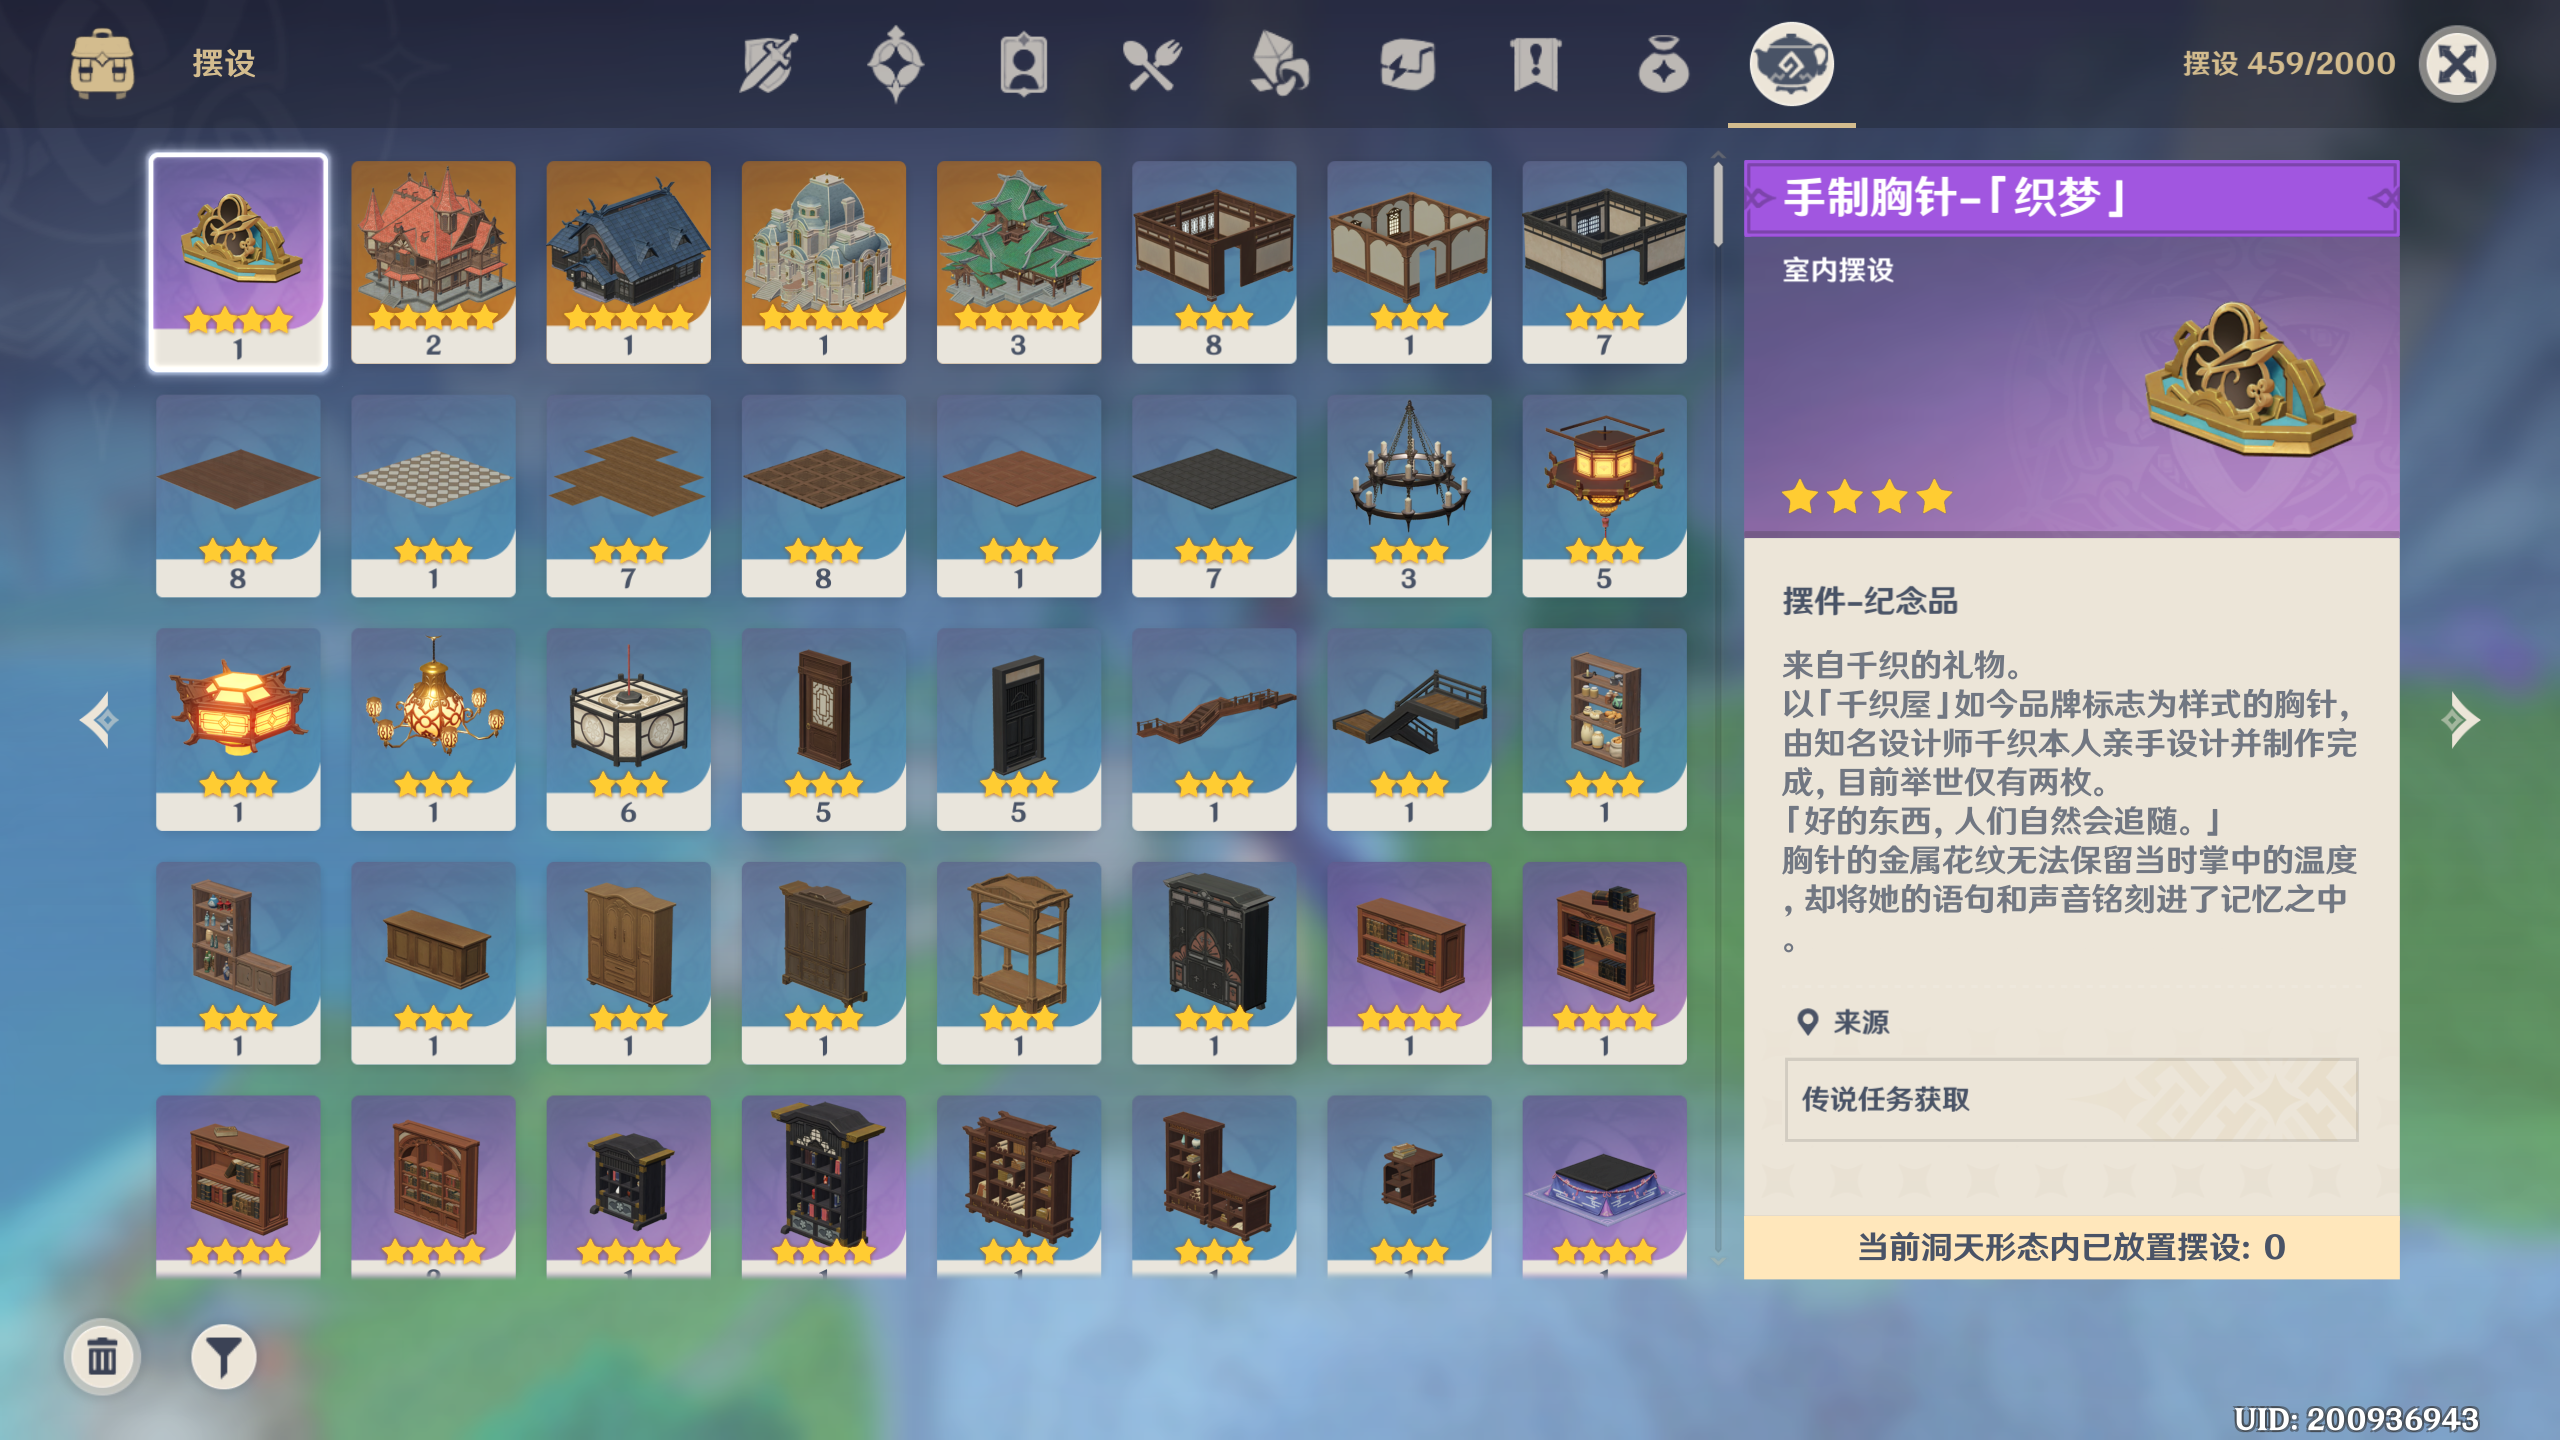 摆设
摆设 459/2000
1
2
1
1
3
8
1
7
8
1
7
8
1
7
3
5
1
1
6
5
5
1
1
1
1
1
1
1
1
1
1
1
手制胸针-「织梦」
室内摆设
摆件-纪念品
来自千织的礼物。
以「千织屋」如今品牌标志为样式的胸针，
由知名设计师千织本人亲手设计并制作完
成，目前举世仅有两枚。
「好的东西，人们自然会追随。」
胸针的金属花纹无法保留当时掌中的温度
，却将她的语句和声音铭刻进了记忆之中
。
来源
传说任务获取
当前洞天形态内已放置摆设: 0
UID: 200936943